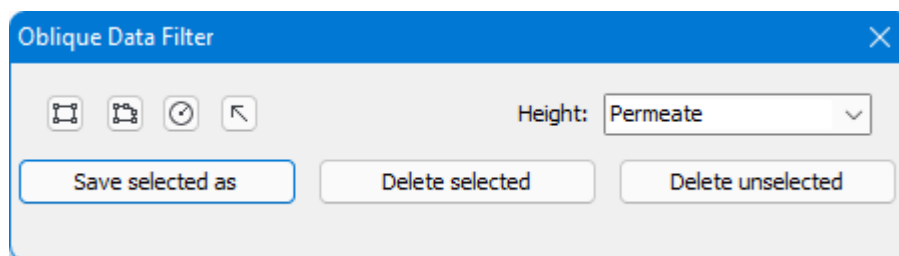 Oblique Data Filter
Height: Permeate
Save selected as Delete selected Delete unselected